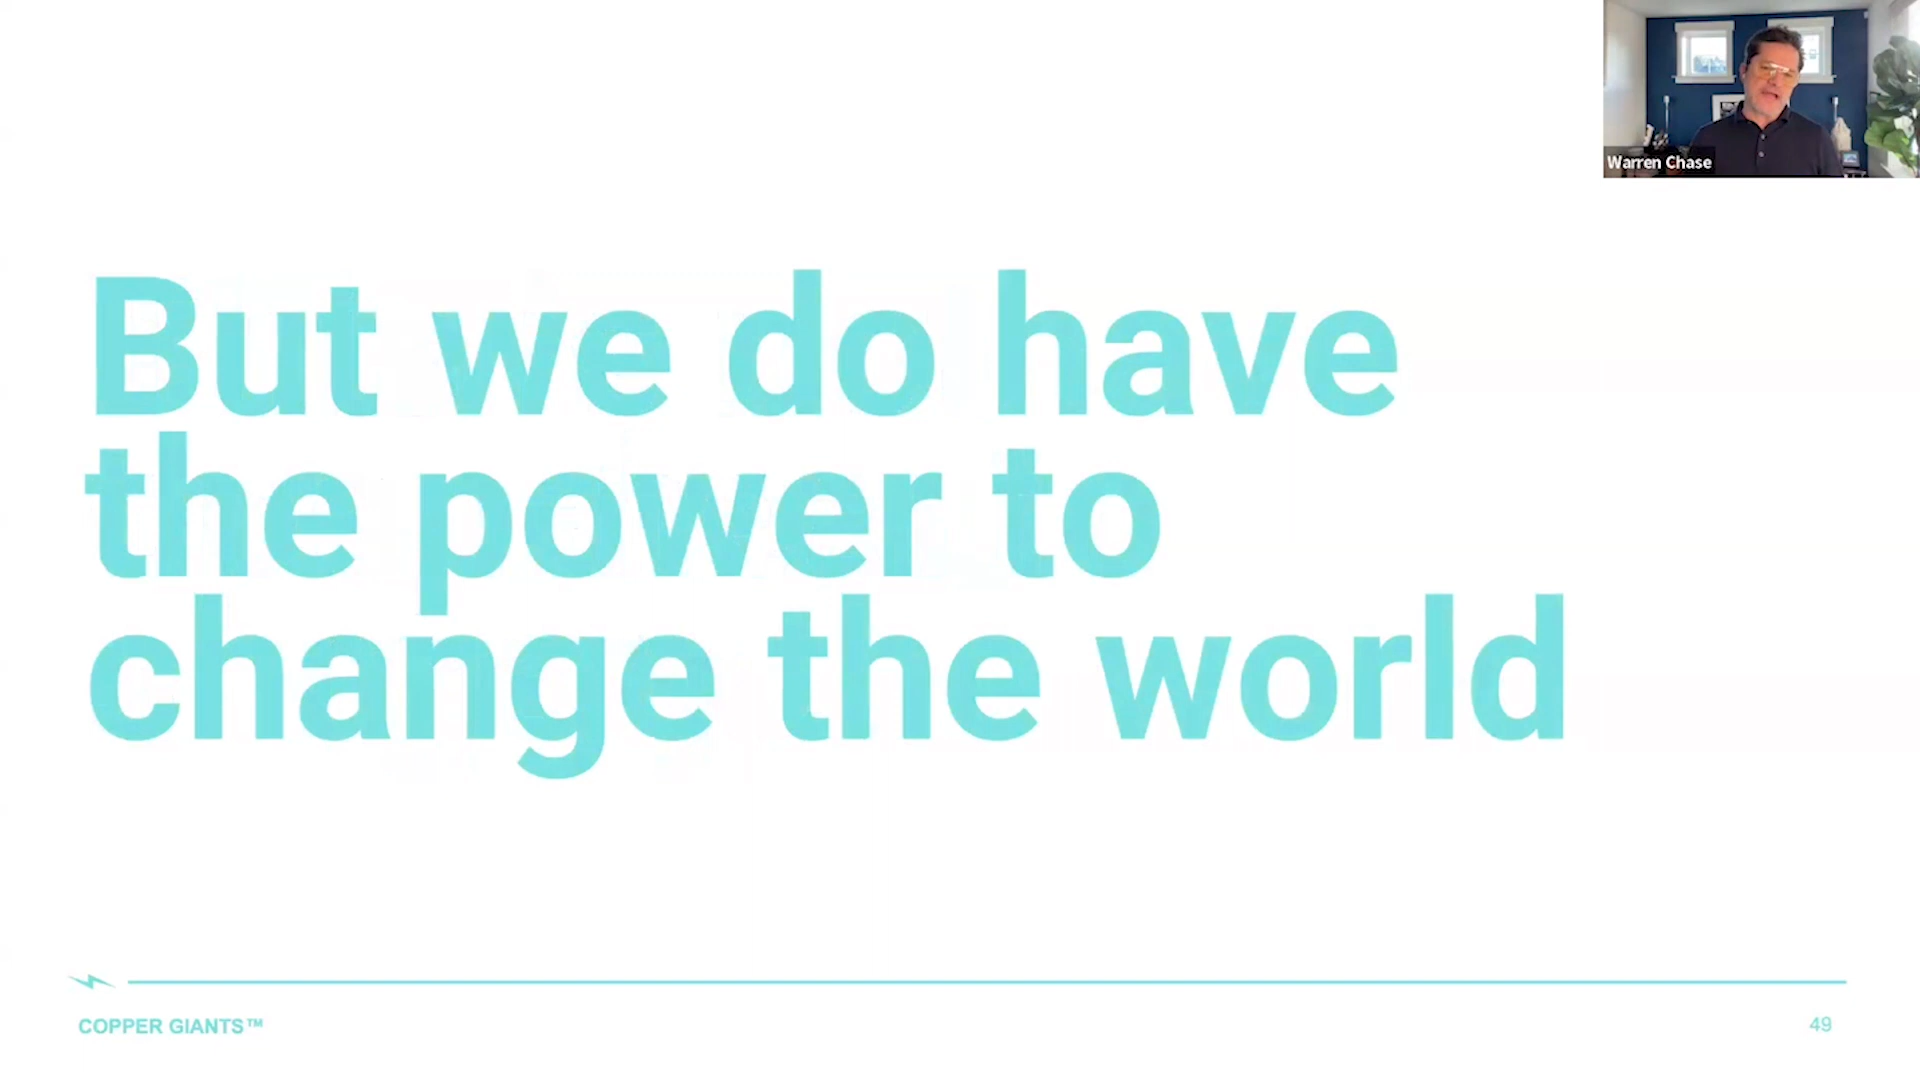 Warren Chase
But we do have
the power to
change the world
COPPER GIANTS™
49